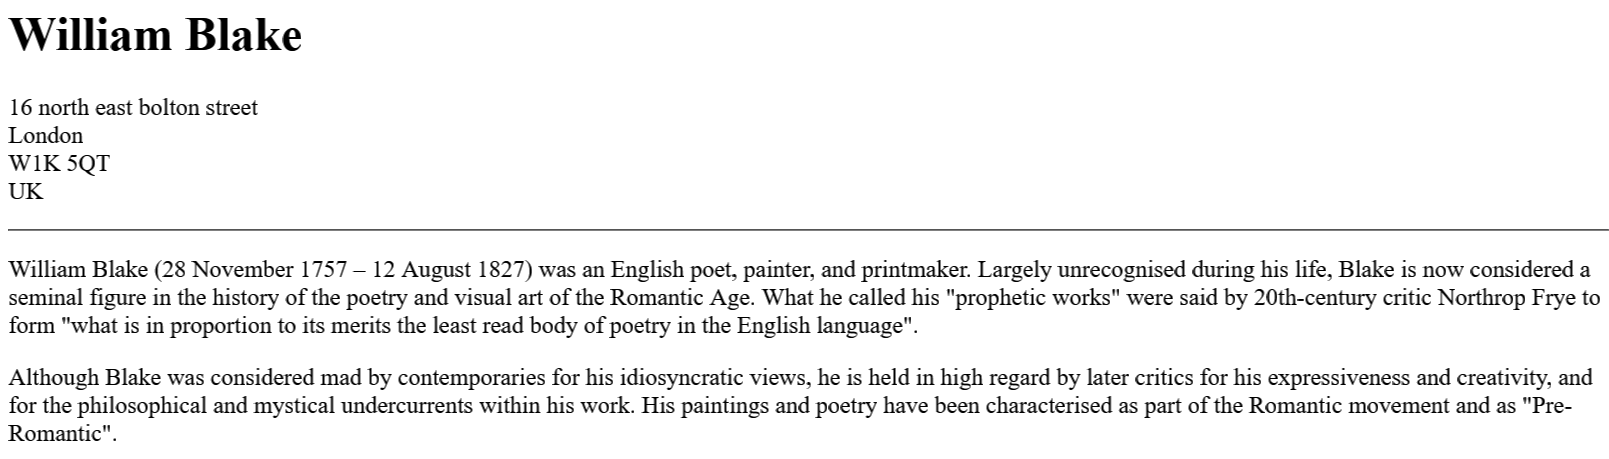 William Blake
16 north east bolton street
London
W1K 5QT
UK
William Blake (28 November 1757 – 12 August 1827) was an English poet, painter, and printmaker. Largely unrecognised during his life, Blake is now considered a
seminal figure in the history of the poetry and visual art of the Romantic Age. What he called his "prophetic works" were said by 20th-century critic Northrop Frye to
form "what is in proportion to its merits the least read body of poetry in the English language".
Although Blake was considered mad by contemporaries for his idiosyncratic views, he is held in high regard by later critics for his expressiveness and creativity, and
for the philosophical and mystical undercurrents within his work. His paintings and poetry have been characterised as part of the Romantic movement and as "Pre-
Romantic".